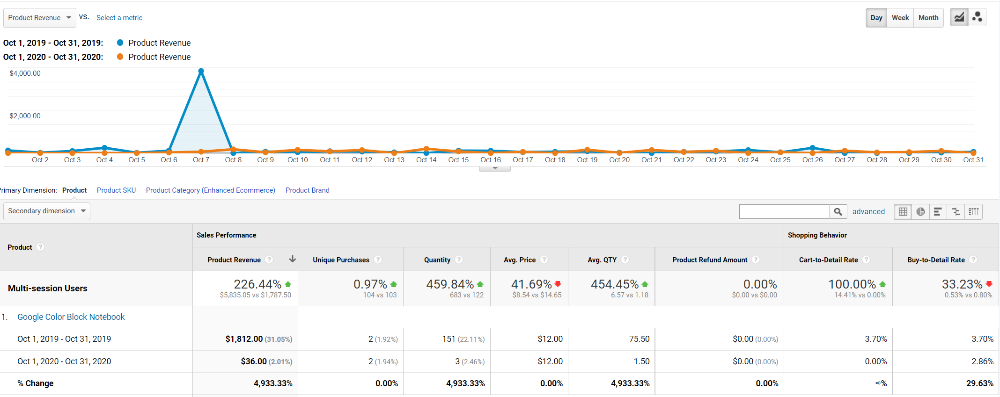 Product Revenue VS. Select a metric
Day Week Month
Oct 1, 2019 - Oct 31, 2019: Product Revenue
Oct 1, 2020 - Oct 31, 2020: Product Revenue
$4,000.00
$2,000.00
... Oct 2 Oct 3 Oct 4 Oct 5 Oct 6 Oct 7 Oct 8 Oct 9 Oct 10 Oct 11 Oct 12 Oct 13 Oct 14 Oct 15 Oct 16 Oct 17 Oct 18 Oct 19 Oct 20 Oct 21 Oct 22 Oct 23 Oct 24 Oct 25 Oct 26 Oct 27 Oct 28 Oct 29 Oct 30 Oct 31
Primary Dimension: Product Product SKU Product Category (Enhanced Ecommerce) Product Brand
Secondary dimension advanced
Sales Performance Shopping Behavior
Product ?
Product Revenue ? Unique Purchases ? Quantity ? Avg. Price ? Avg. QTY ? Product Refund Amount ? Cart-to-Detail Rate ? Buy-to-Detail Rate ?
Multi-session Users 226.44% 0.97% 459.84% 41.69% 454.45% 0.00% 100.00% 33.23%
$5,835.05 vs $1,787.50 104 vs 103 683 vs 122 $8.54 vs $14.65 6.57 vs 1.18 $0.00 vs $0.00 14.41% vs 0.00% 0.53% vs 0.80%
1. Google Color Block Notebook
Oct 1, 2019 - Oct 31, 2019 $1,812.00 (31.05%) 2 (1.92%) 151 (22.11%) $12.00 75.50 $0.00 (0.00%) 3.70% 3.70%
Oct 1, 2020 - Oct 31, 2020 $36.00 (2.01%) 2 (1.94%) 3 (2.46%) $12.00 1.50 $0.00 (0.00%) 0.00% 2.86%
% Change 4,933.33% 0.00% 4,933.33% 0.00% 4,933.33% 0.00% ∞% 29.63%